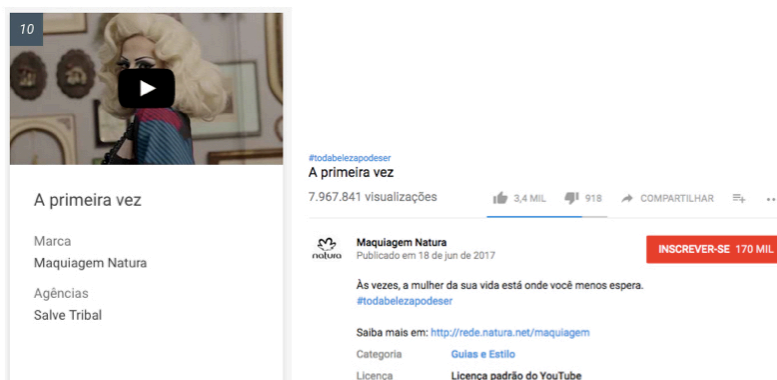 10
A primeira vez
Marca
Maquiagem Natura
Agências
Salve Tribal
#todabelezapodeser
A primeira vez
7.967.841 visualizações 3,4 MIL 918 COMPARTILHAR
natura
Maquiagem Natura
INSCREVER-SE 170 MIL
Publicado em 18 de jun de 2017
Às vezes, a mulher da sua vida está onde você menos espera.
#todabelezapodeser
Saiba mais em: http://rede.natura.net/maquiagem
Categoria Guias e Estilo
Licença Licença padrão do YouTube